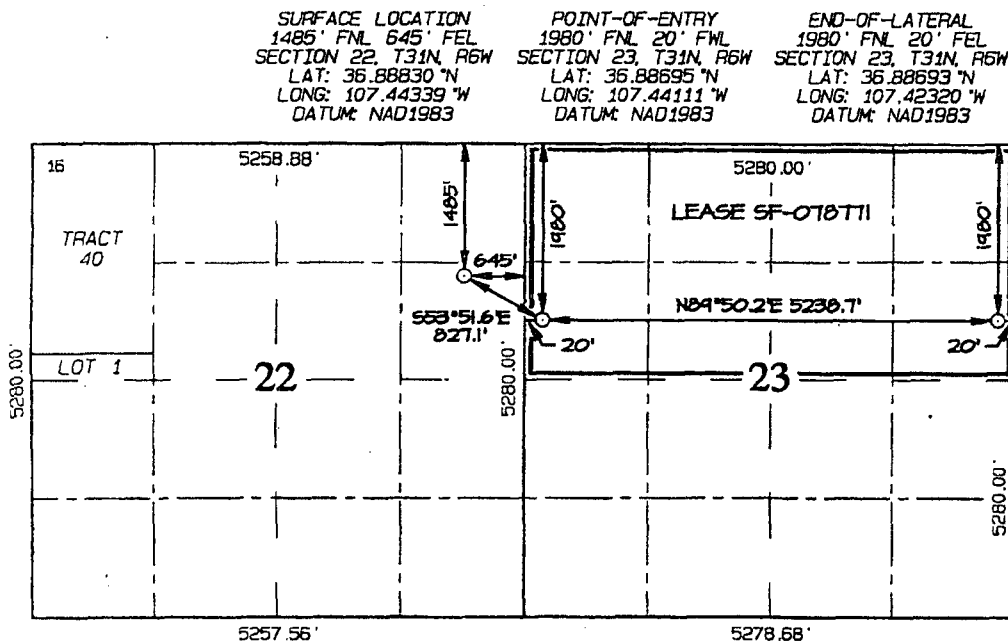 SURFACE LOCATION
1485' FNL 645' FEL
SECTION 22, T31N, R6W
LAT: 36.88830 °N
LONG: 107.44339 °W
DATUM: NAD1983
POINT-OF-ENTRY
1980' FNL 20' FWL
SECTION 23, T31N, R6W
LAT: 36.88695 °N
LONG: 107.44111 °W
DATUM: NAD1983
END-OF-LATERAL
1980' FNL 20' FEL
SECTION 23, T31N, R6W
LAT: 36.88693 °N
LONG: 107.42320 °W
DATUM: NAD1983
16
5258.88'
5280.00'
1485'
1980'
LEASE SF-078771
1980'
TRACT
40
645'
S53°51.6'E
827.1'
N89°50.2'E 5238.7'
20'
20'
LOT 1
5280.00'
22
5280.00'
23
5280.00'
5257.56'
5278.68'